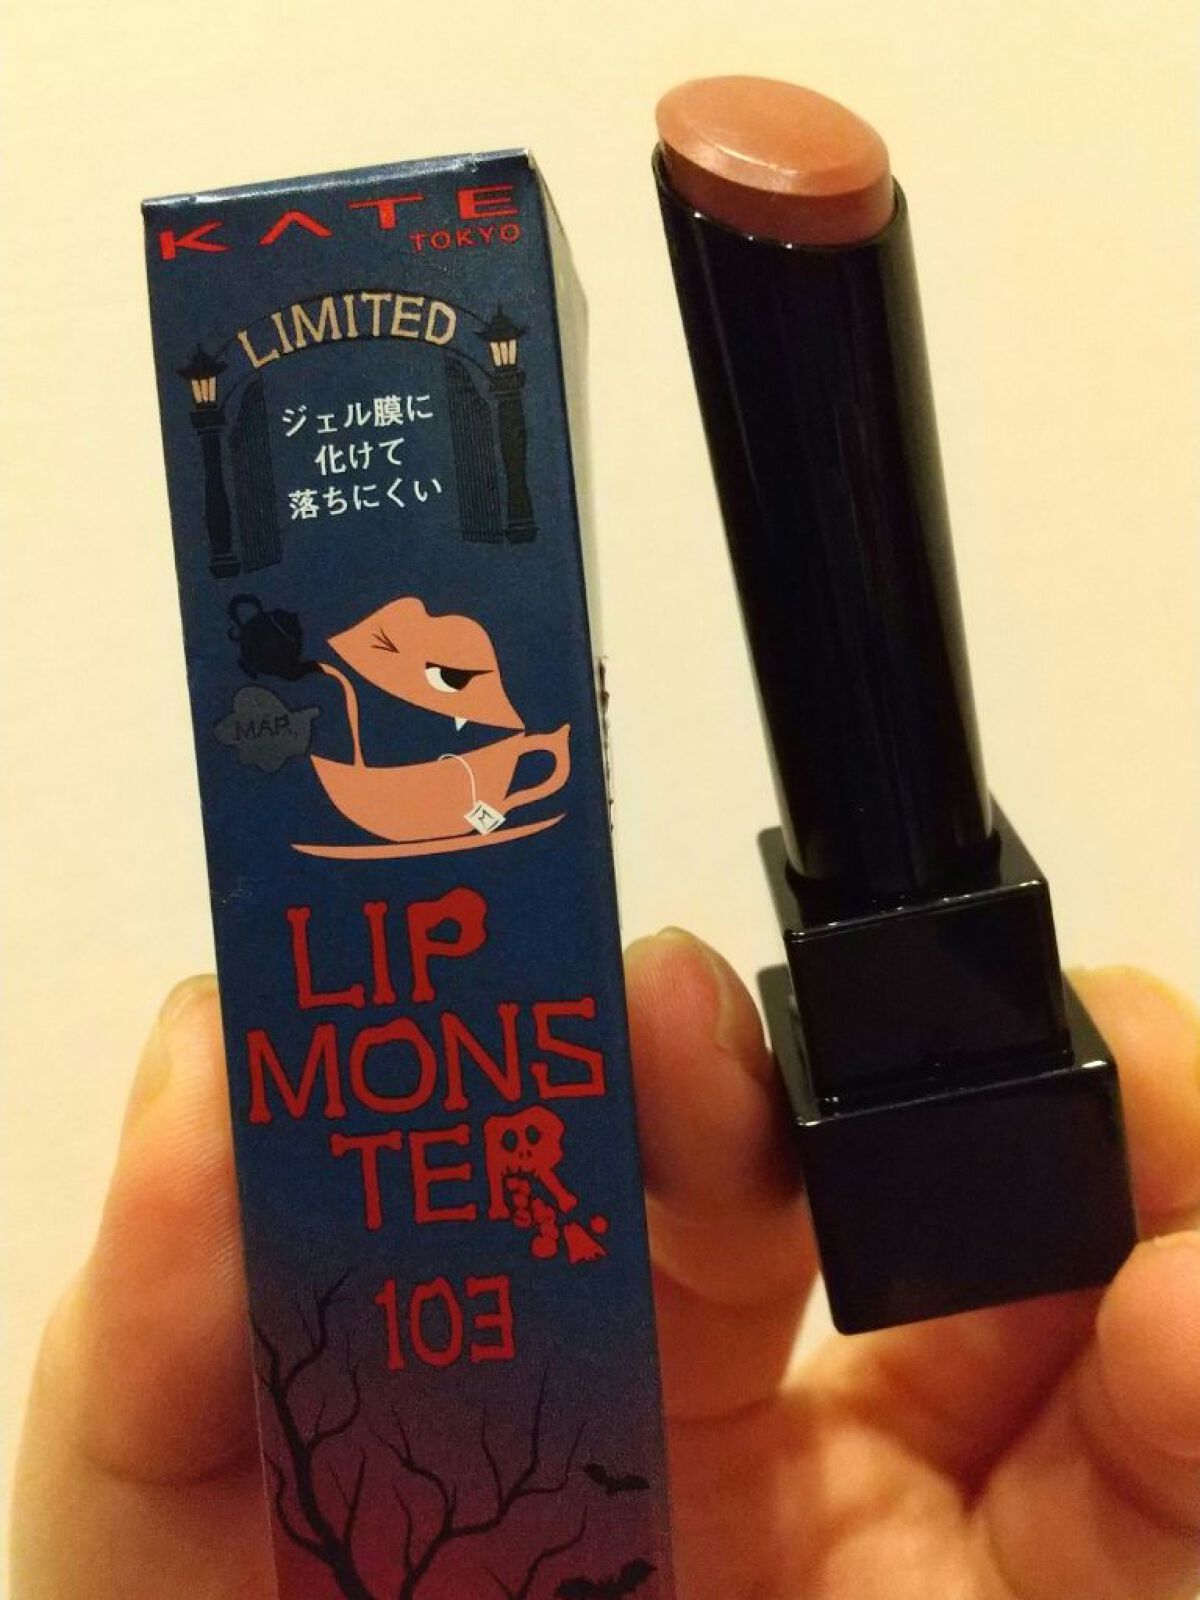 KATE
TOKYO
LIMITED
ジェル膜に
化けて
落ちにくい
MAR.
M
LIP
MONS
TER
103